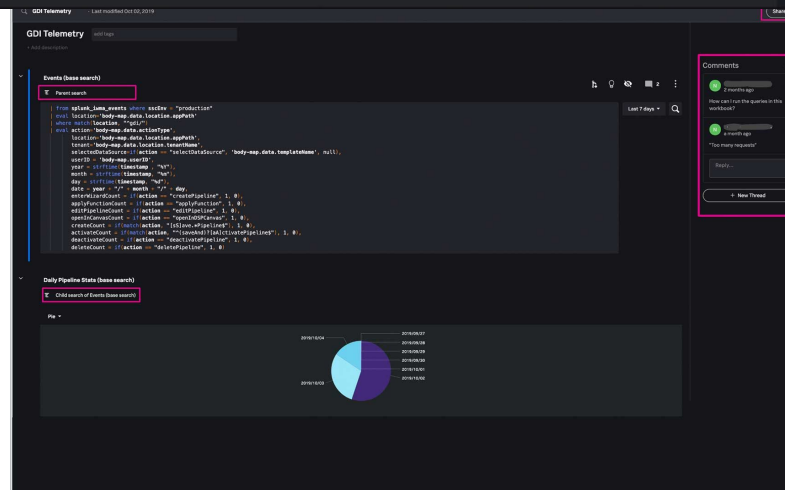 GDI Telemetry · Last modified Oct 02, 2019
Share
GDI Telemetry add tags
+ Add description
Events (base search)
2
Parent search
| from splunk_iwma_events where sscEnv = "production"
| eval location='body-map.data.location.appPath'
| where match(location, "^gdi/")
| eval action='body-map.data.actionType',
location='body-map.data.location.appPath',
tenant='body-map.data.location.tenantName',
selectedDataSource=if(action == "selectDataSource", 'body-map.data.templateName', null),
userID = 'body-map.userID',
year = strftime(timestamp, "%Y"),
month = strftime(timestamp, "%m"),
day = strftime(timestamp, "%d"),
date = year + "/" + month + "/" + day,
enterWizardCount = if(action == "createPipeline", 1, 0),
applyFunctionCount = if(action == "applyFunction", 1, 0),
editPipelineCount = if(action == "editPipeline", 1, 0),
openInCanvasCount = if(action == "openInDSPCanvas", 1, 0),
createCount = if(match(action, "[sS]ave.*Pipeline$"), 1, 0),
activateCount = if(match(action, "^(saveAnd)?[aA]ctivatePipeline$"), 1, 0),
deactivateCount = if(action == "deactivatePipeline", 1, 0),
deleteCount = if(action == "deletePipeline", 1, 0)
Last 7 days
Daily Pipeline Stats (base search)
Child search of Events (base search)
Pie
2019/10/04
2019/10/03
2019/09/27
2019/09/28
2019/09/29
2019/09/30
2019/10/01
2019/10/02
Comments
N
2 months ago
How can I run the queries in this
workbook?
N
a month ago
"Too many requests"
Reply...
+ New Thread